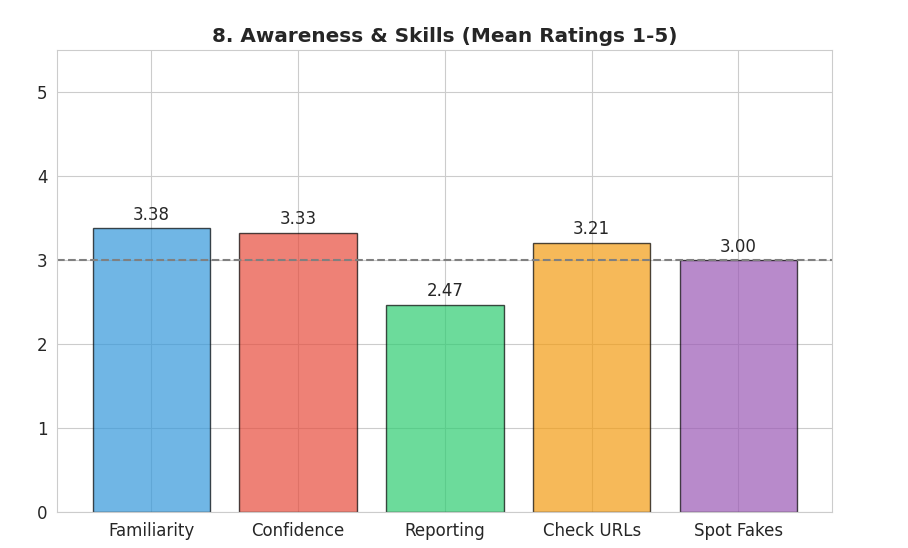 8. Awareness & Skills (Mean Ratings 1-5)
5
4
3
2
1
0
3.38
3.33
2.47
3.21
3.00
Familiarity
Confidence
Reporting
Check URLs
Spot Fakes